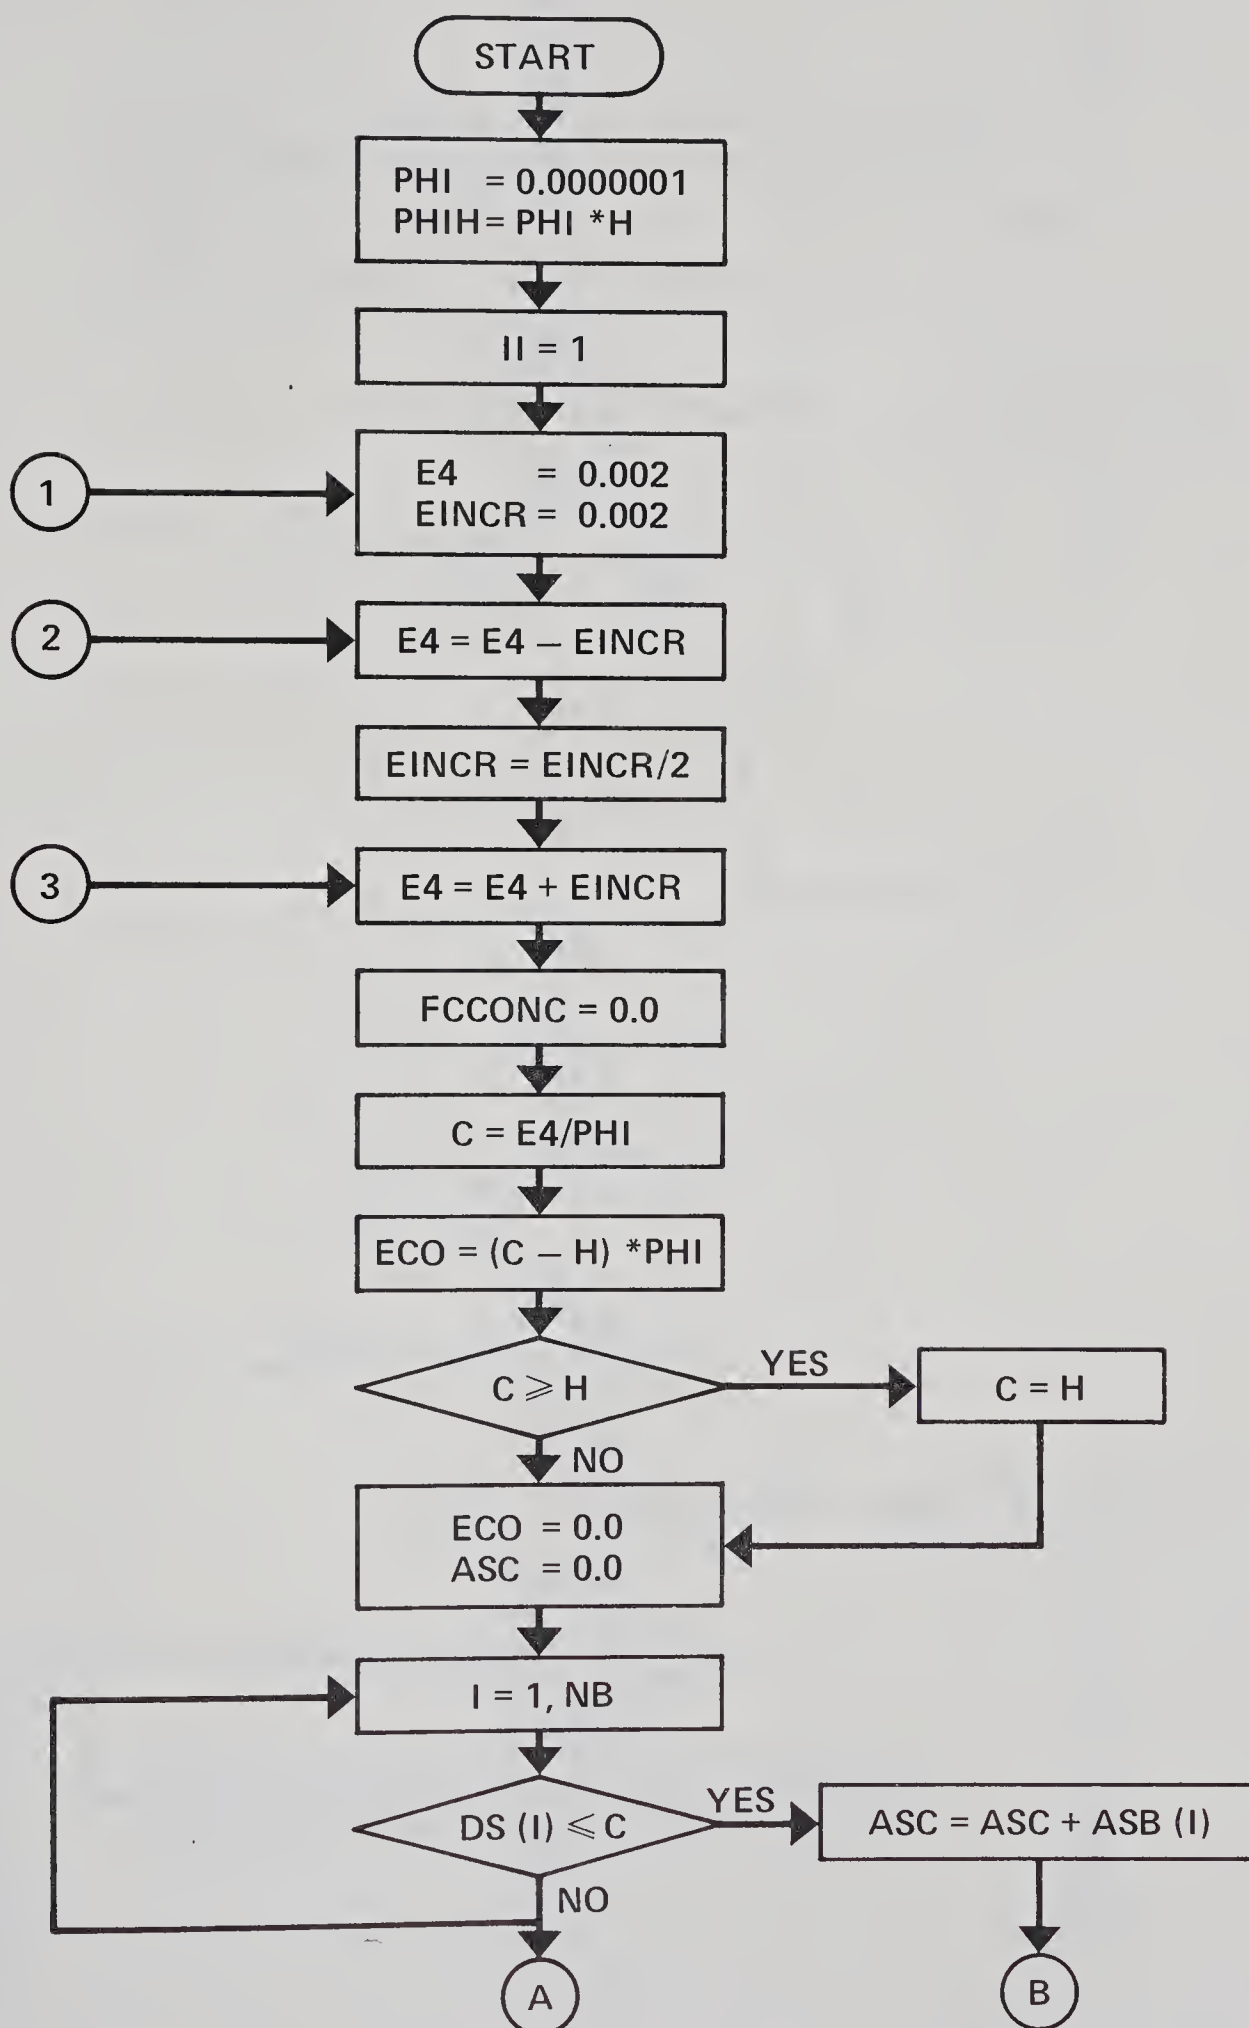 START
PHI = 0.0000001
PHIH = PHI *H
II = 1
1
E4 = 0.002
EINCR = 0.002
2
E4 = E4 — EINCR
EINCR = EINCR/2
3
E4 = E4 + EINCR
FCCONC = 0.0
C = E4/PHI
ECO = (C — H) *PHI
C ⩾ H
YES
C = H
NO
ECO = 0.0
ASC = 0.0
I = 1, NB
DS (I) ⩽ C
YES
ASC = ASC + ASB (I)
NO
A
B